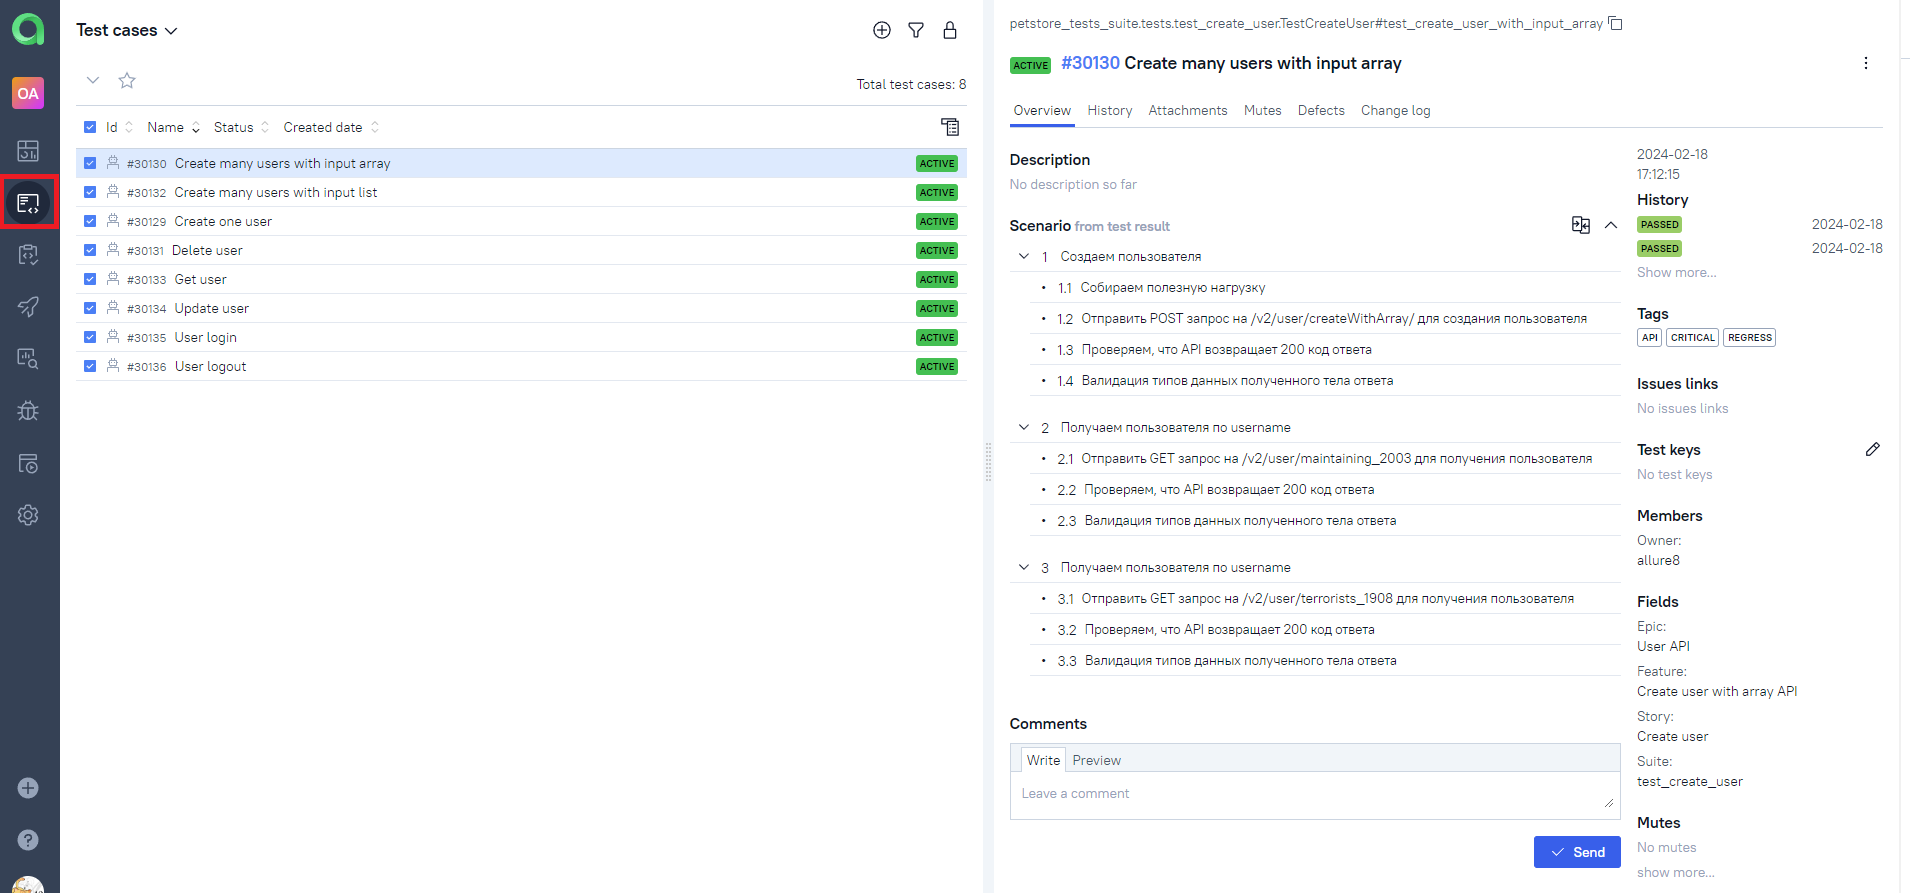 OA
Test cases
Total test cases: 8
Id Name Status Created date
#30130 Create many users with input array ACTIVE
#30132 Create many users with input list ACTIVE
#30129 Create one user ACTIVE
#30131 Delete user ACTIVE
#30133 Get user ACTIVE
#30134 Update user ACTIVE
#30135 User login ACTIVE
#30136 User logout ACTIVE
petstore_tests_suite.tests.test_create_user.TestCreateUser#test_create_user_with_input_array
ACTIVE #30130 Create many users with input array
Overview History Attachments Mutes Defects Change log
Description
No description so far
Scenario from test result
1 Создаем пользователя
• 1.1 Собираем полезную нагрузку
• 1.2 Отправить POST запрос на /v2/user/createWithArray/ для создания пользователя
• 1.3 Проверяем, что API возвращает 200 код ответа
• 1.4 Валидация типов данных полученного тела ответа
2 Получаем пользователя по username
• 2.1 Отправить GET запрос на /v2/user/maintaining_2003 для получения пользователя
• 2.2 Проверяем, что API возвращает 200 код ответа
• 2.3 Валидация типов данных полученного тела ответа
3 Получаем пользователя по username
• 3.1 Отправить GET запрос на /v2/user/terrorists_1908 для получения пользователя
• 3.2 Проверяем, что API возвращает 200 код ответа
• 3.3 Валидация типов данных полученного тела ответа
Comments
Write Preview
Leave a comment
Send
2024-02-18
17:12:15
History
PASSED 2024-02-18
PASSED 2024-02-18
Show more...
Tags
API CRITICAL REGRESS
Issues links
No issues links
Test keys
No test keys
Members
Owner:
allure8
Fields
Epic:
User API
Feature:
Create user with array API
Story:
Create user
Suite:
test_create_user
Mutes
No mutes
show more...